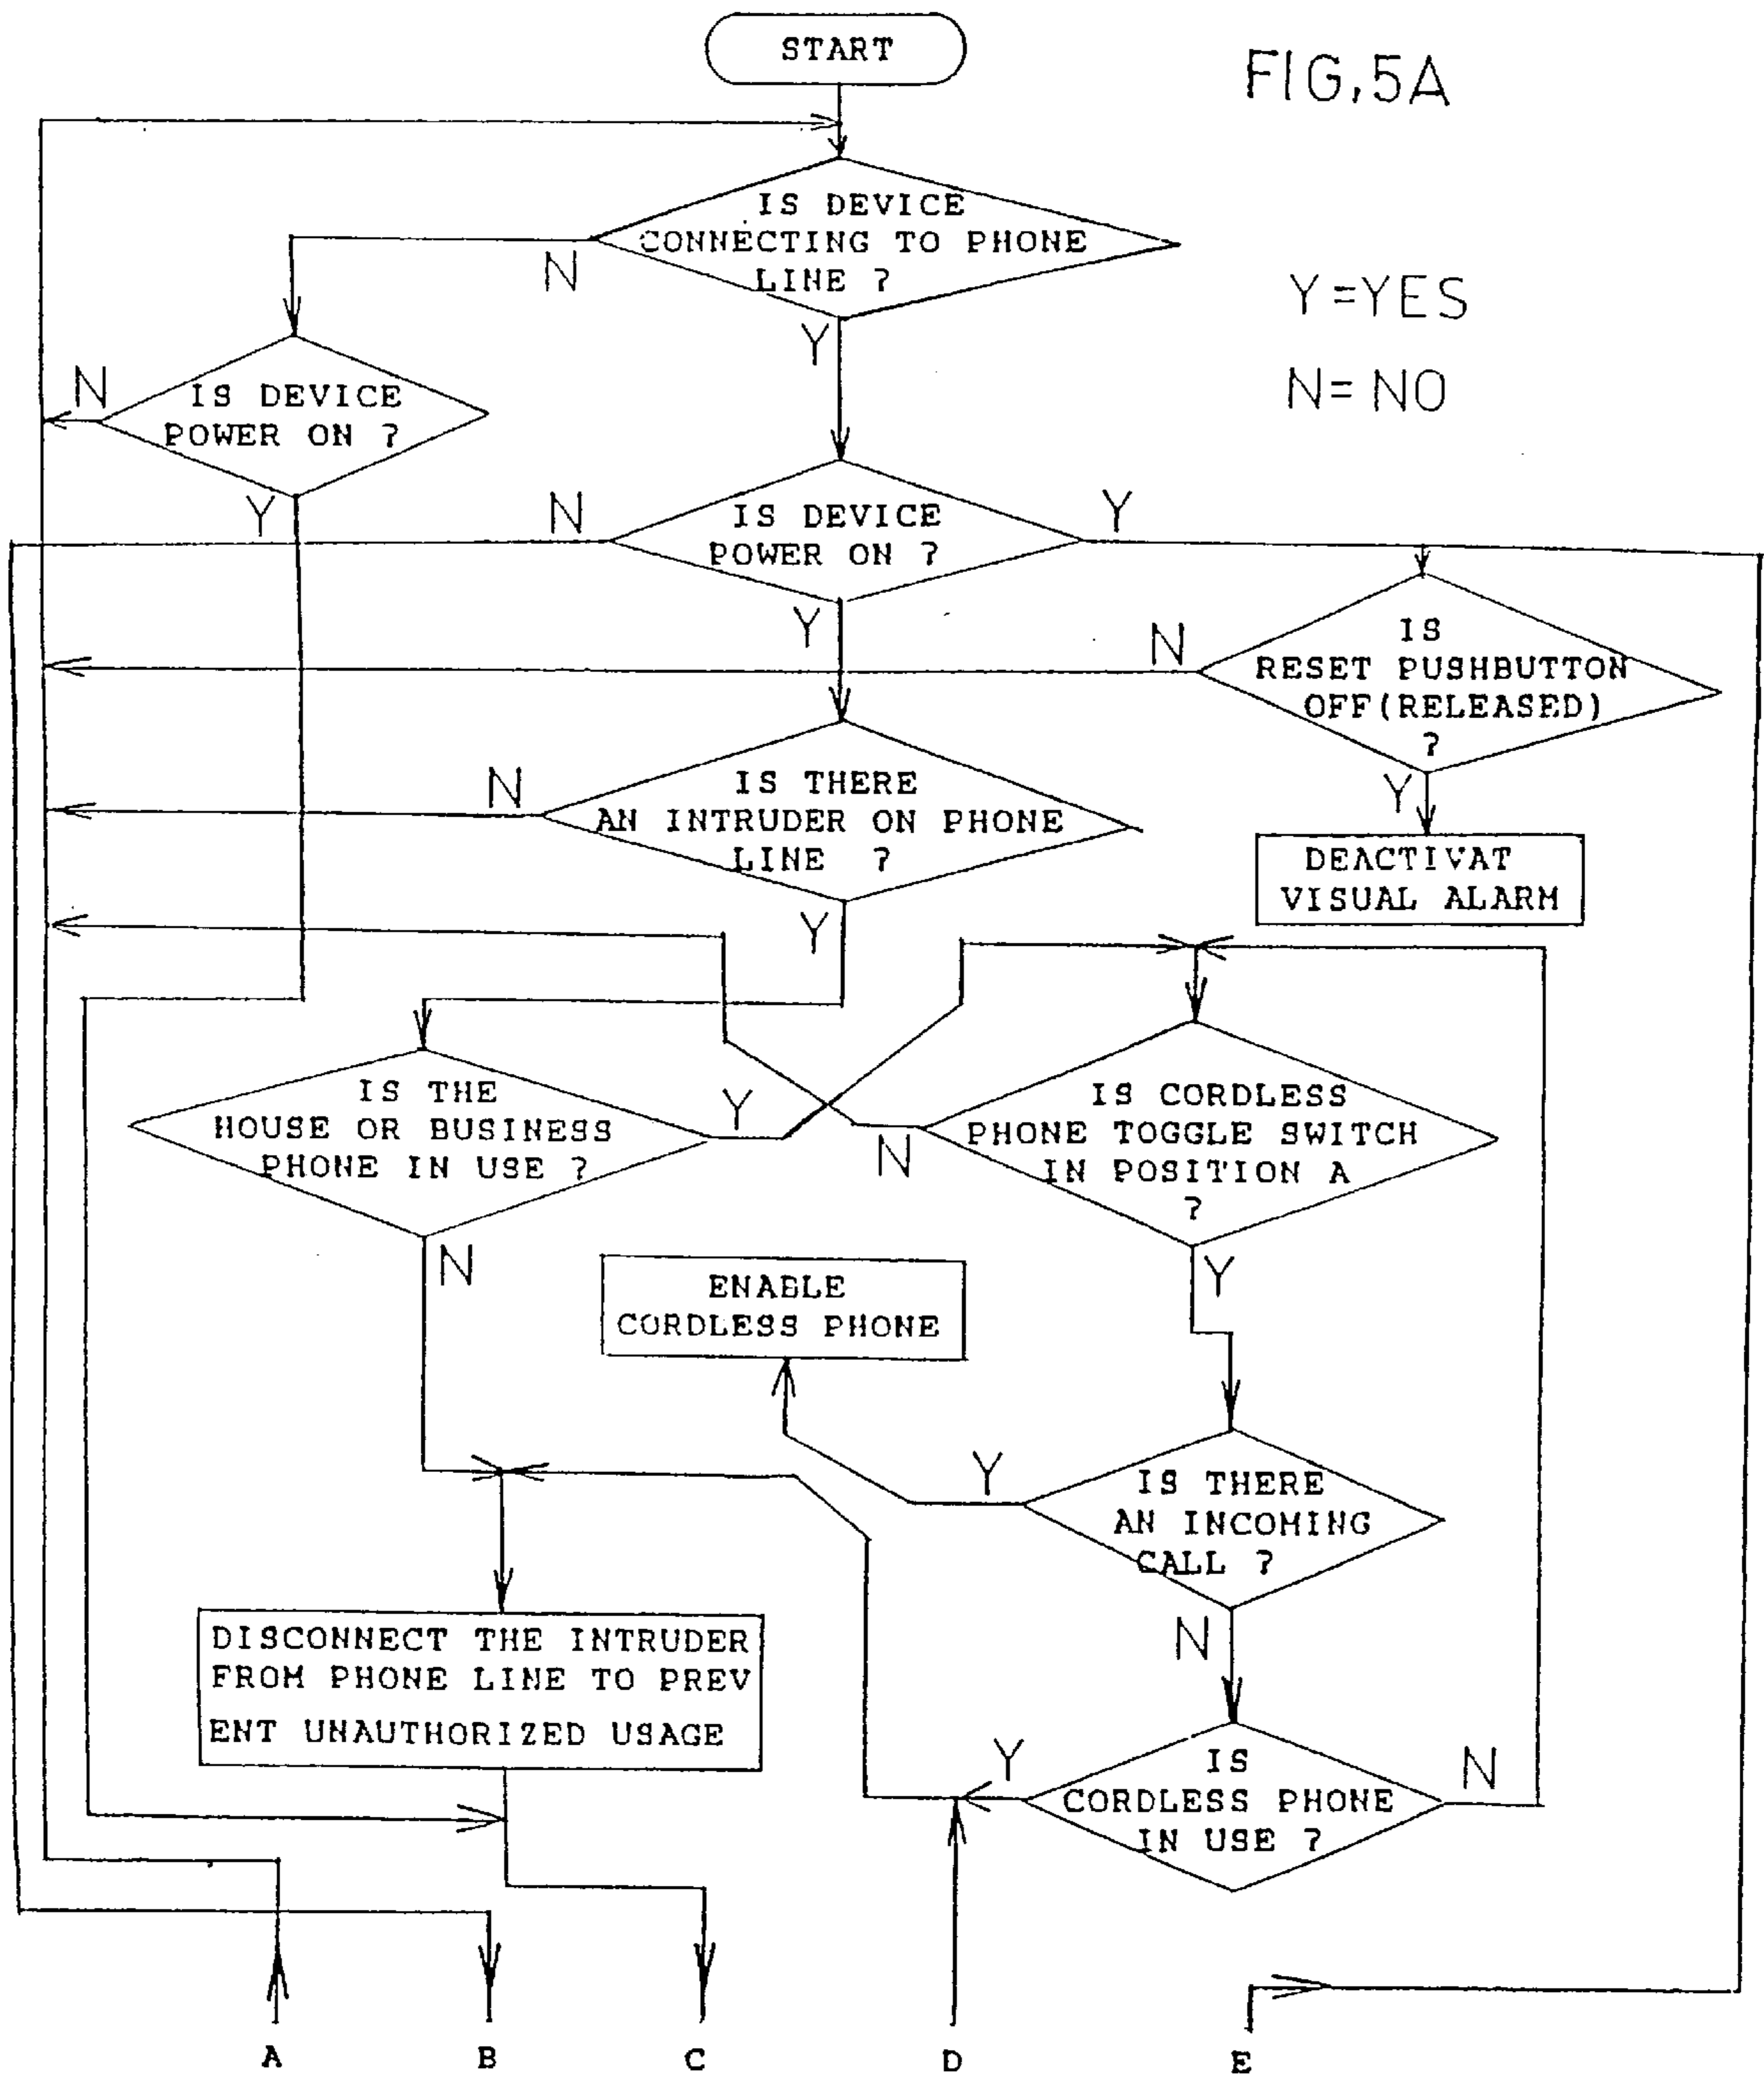 START
FIG.5A
IS DEVICE
CONNECTING TO PHONE
LINE ?
N
Y
Y=YES
N=NO
N
IS DEVICE
POWER ON ?
Y
N
IS DEVICE
POWER ON ?
Y
Y
N
IS
RESET PUSHBUTTON
OFF(RELEASED)
?
Y
N
IS THERE
AN INTRUDER ON PHONE
LINE ?
Y
DEACTIVAT
VISUAL ALARM
IS THE
HOUSE OR BUSINESS
PHONE IN USE ?
Y
N
N
IS CORDLESS
PHONE TOGGLE SWITCH
IN POSITION A
?
Y
ENABLE
CORDLESS PHONE
Y
IS THERE
AN INCOMING
CALL ?
N
DISCONNECT THE INTRUDER
FROM PHONE LINE TO PREV
ENT UNAUTHORIZED USAGE
Y
IS
CORDLESS PHONE
IN USE ?
N
A
B
C
D
E